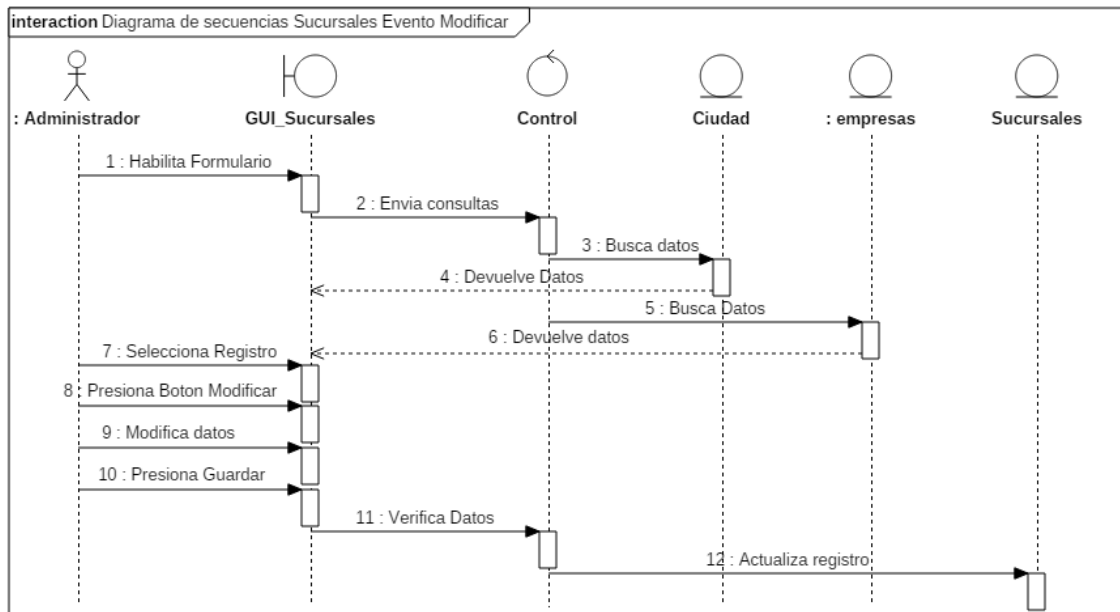 interaction Diagrama de secuencias Sucursales Evento Modificar
: Administrador
GUI_Sucursales
Control
Ciudad
: empresas
Sucursales
1 : Habilita Formulario
2 : Envia consultas
3 : Busca datos
4 : Devuelve Datos
5 : Busca Datos
6 : Devuelve datos
7 : Selecciona Registro
8 : Presiona Boton Modificar
9 : Modifica datos
10 : Presiona Guardar
11 : Verifica Datos
12 : Actualiza registro